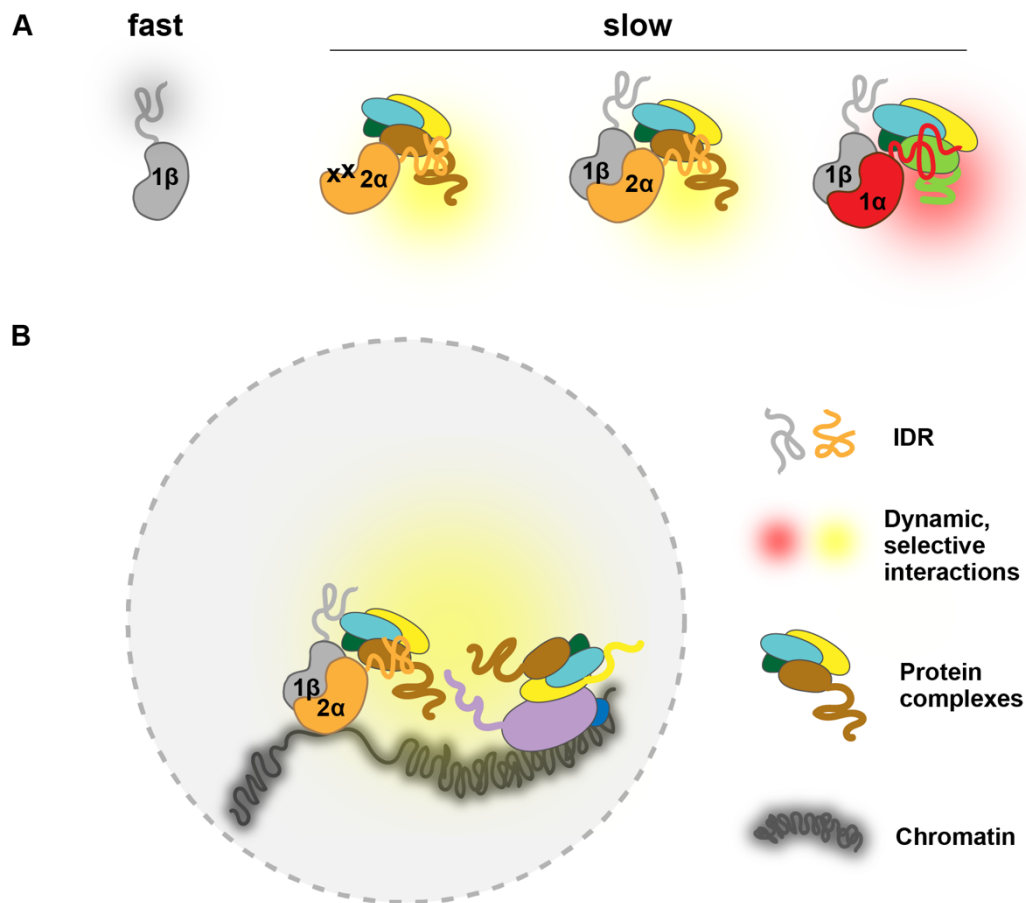 A
fast
slow
1β
xx 2α
1β 2α
1β 1α
B
1β
2α
IDR
Dynamic,
selective
interactions
Protein
complexes
Chromatin